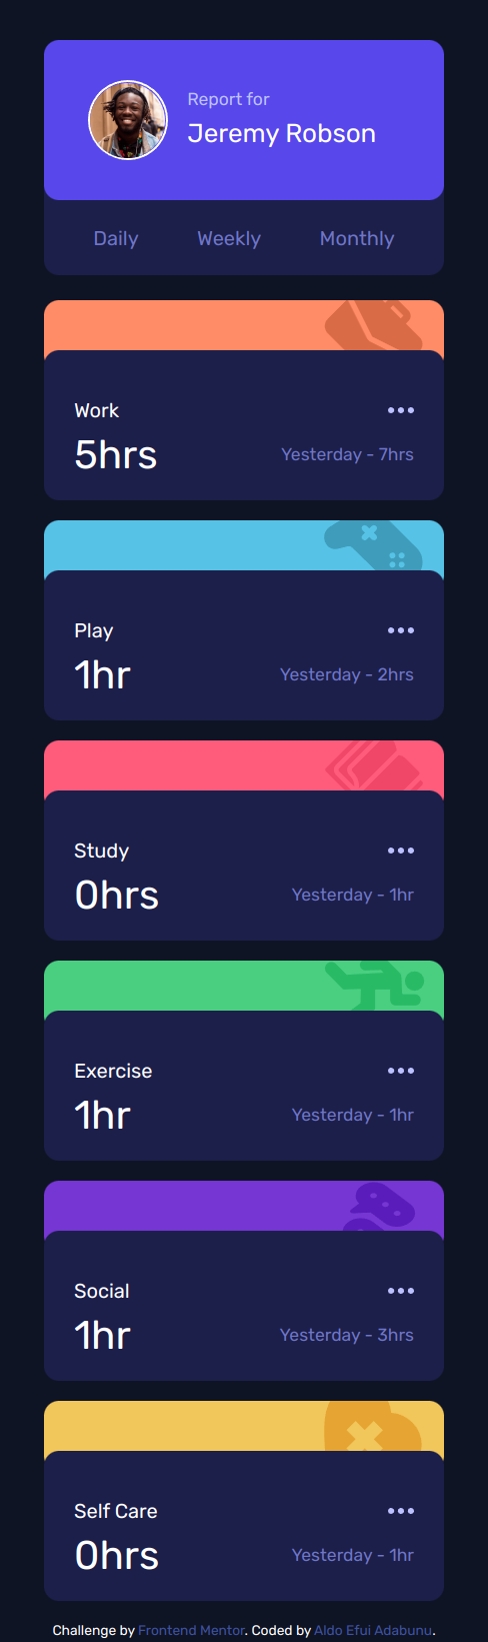 Report for
Jeremy Robson
Daily Weekly Monthly
Work
5hrs Yesterday - 7hrs
Play
1hr Yesterday - 2hrs
Study
0hrs Yesterday - 1hr
Exercise
1hr Yesterday - 1hr
Social
1hr Yesterday - 3hrs
Self Care
0hrs Yesterday - 1hr
Challenge by Frontend Mentor. Coded by Aldo Efui Adabunu.